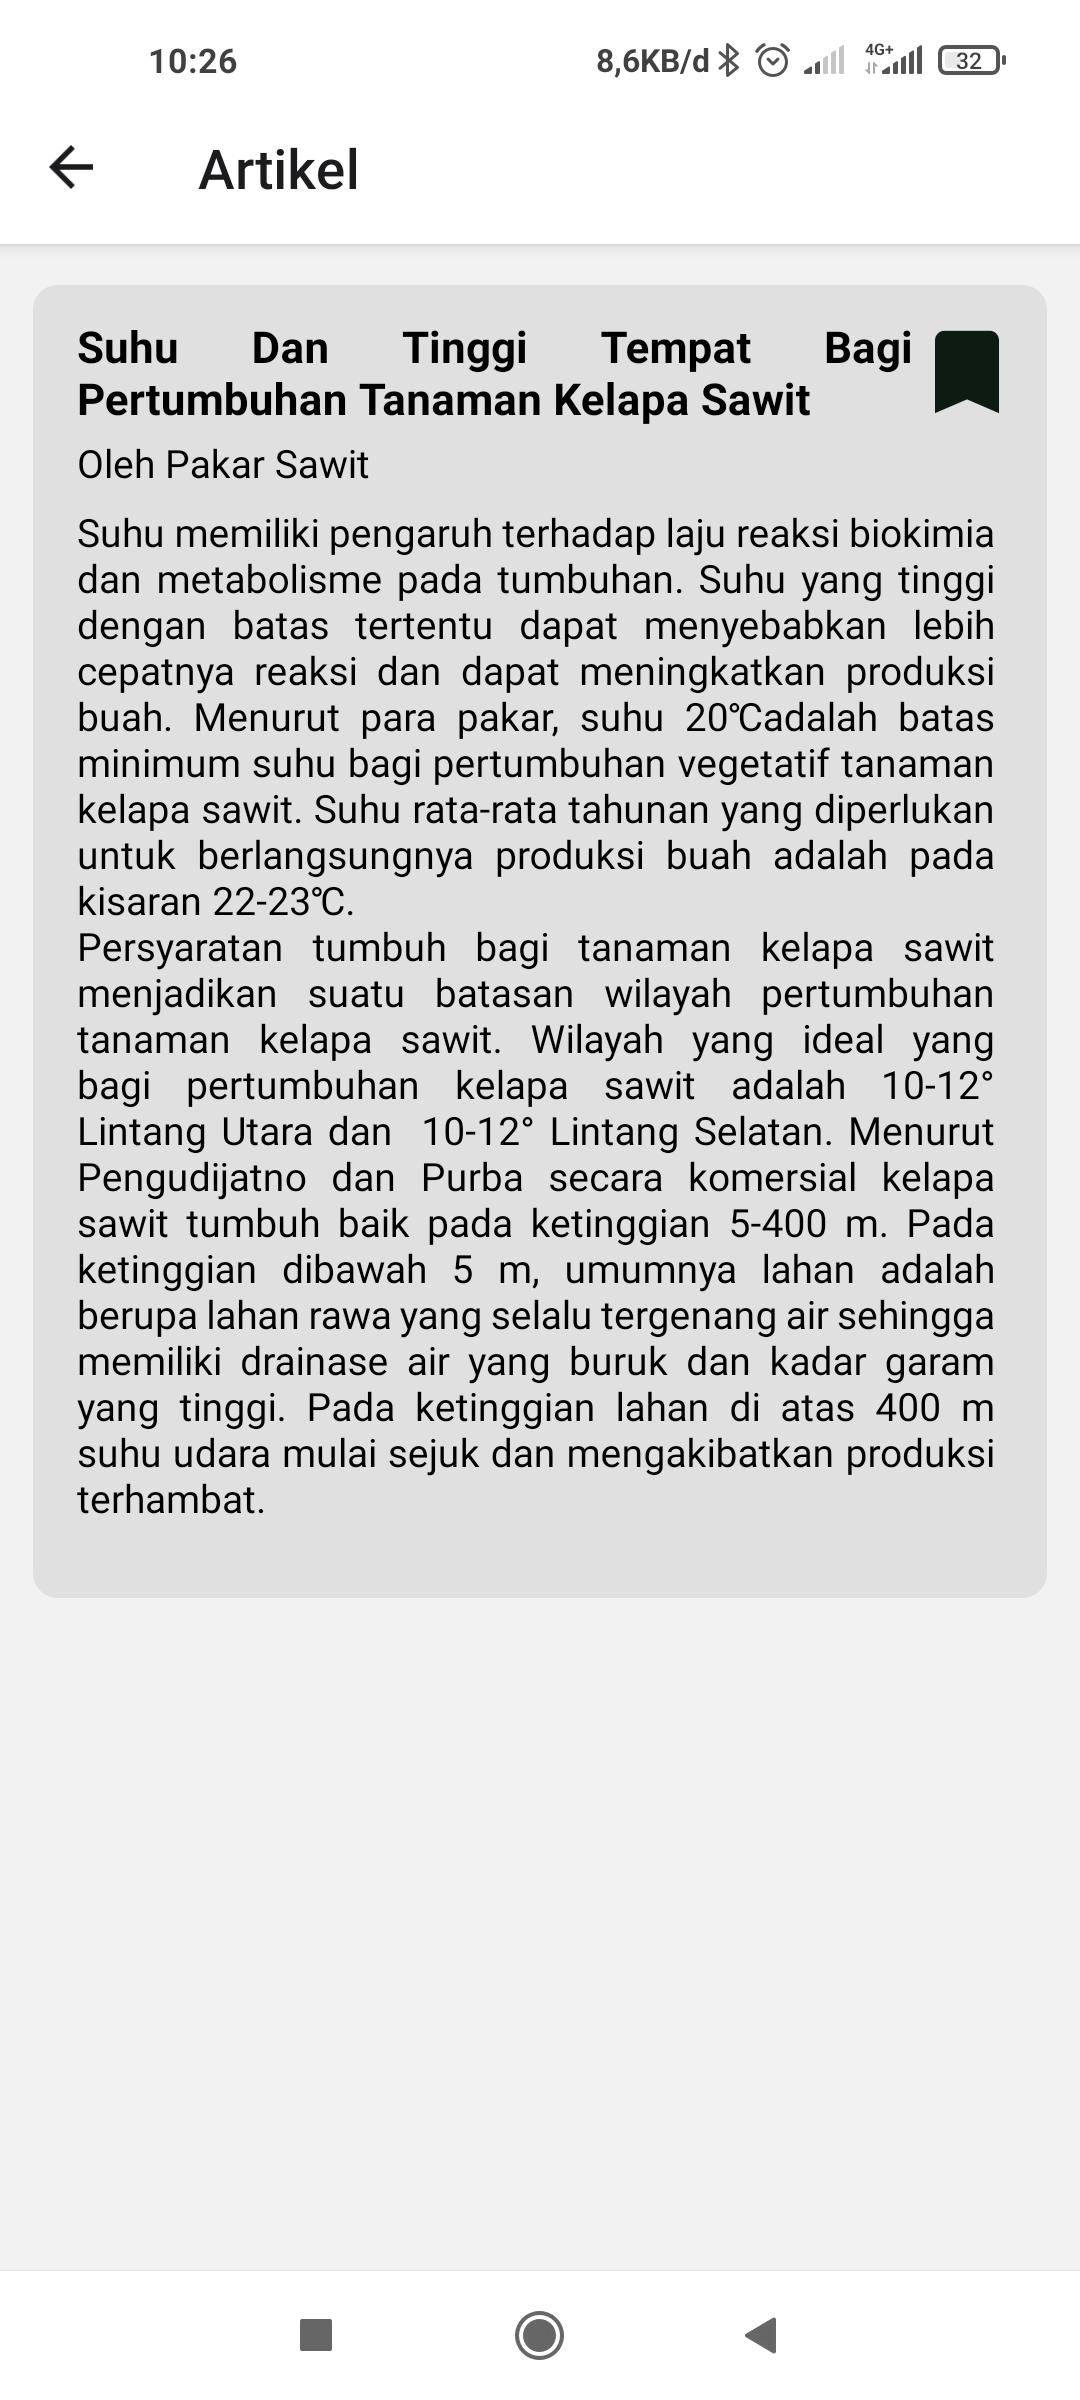 10:26
8,6KB/d
4G+
32
Artikel
Suhu Dan Tinggi Tempat Bagi
Pertumbuhan Tanaman Kelapa Sawit
Oleh Pakar Sawit
Suhu memiliki pengaruh terhadap laju reaksi biokimia
dan metabolisme pada tumbuhan. Suhu yang tinggi
dengan batas tertentu dapat menyebabkan lebih
cepatnya reaksi dan dapat meningkatkan produksi
buah. Menurut para pakar, suhu 20℃adalah batas
minimum suhu bagi pertumbuhan vegetatif tanaman
kelapa sawit. Suhu rata-rata tahunan yang diperlukan
untuk berlangsungnya produksi buah adalah pada
kisaran 22-23℃.
Persyaratan tumbuh bagi tanaman kelapa sawit
menjadikan suatu batasan wilayah pertumbuhan
tanaman kelapa sawit. Wilayah yang ideal yang
bagi pertumbuhan kelapa sawit adalah 10-12°
Lintang Utara dan  10-12° Lintang Selatan. Menurut
Pengudijatno dan Purba secara komersial kelapa
sawit tumbuh baik pada ketinggian 5-400 m. Pada
ketinggian dibawah 5 m, umumnya lahan adalah
berupa lahan rawa yang selalu tergenang air sehingga
memiliki drainase air yang buruk dan kadar garam
yang tinggi. Pada ketinggian lahan di atas 400 m
suhu udara mulai sejuk dan mengakibatkan produksi
terhambat.